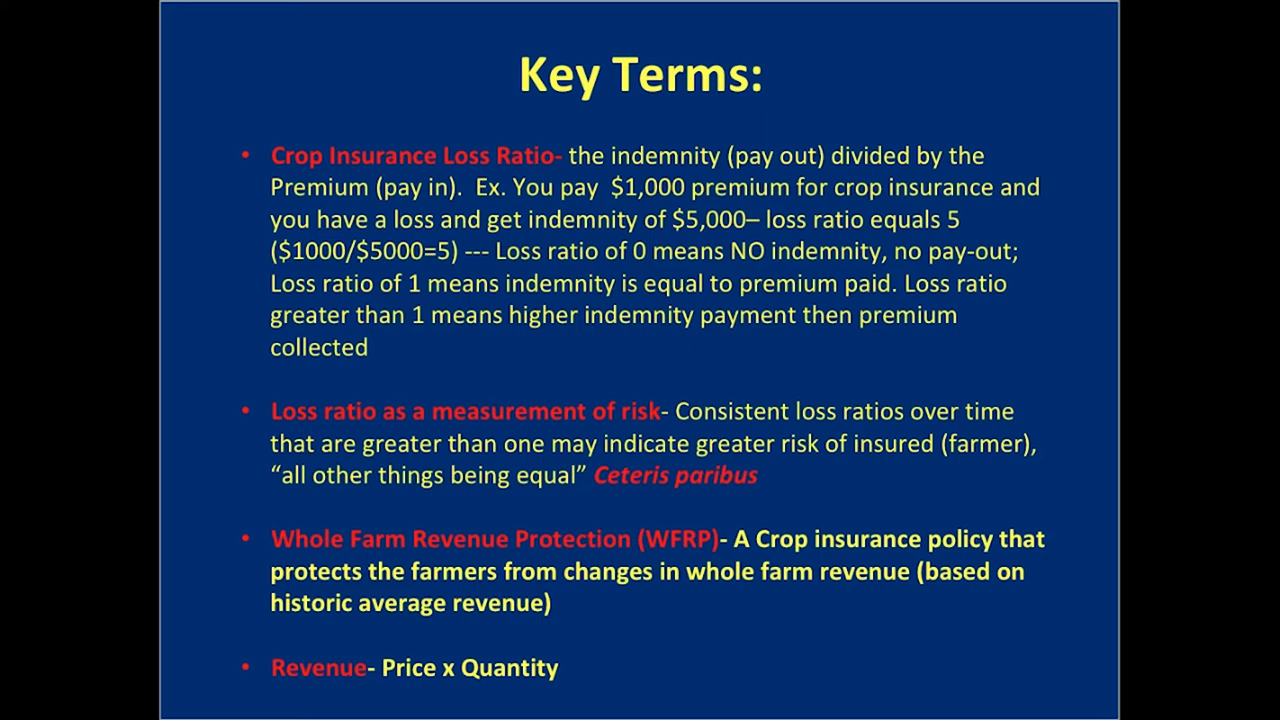 Key Terms:
• Crop Insurance Loss Ratio- the indemnity (pay out) divided by the
Premium (pay in).  Ex. You pay  $1,000 premium for crop insurance and
you have a loss and get indemnity of $5,000– loss ratio equals 5
($1000/$5000=5) --- Loss ratio of 0 means NO indemnity, no pay-out;
Loss ratio of 1 means indemnity is equal to premium paid. Loss ratio
greater than 1 means higher indemnity payment then premium
collected
• Loss ratio as a measurement of risk- Consistent loss ratios over time
that are greater than one may indicate greater risk of insured (farmer),
“all other things being equal” Ceteris paribus
• Whole Farm Revenue Protection (WFRP)- A Crop insurance policy that
protects the farmers from changes in whole farm revenue (based on
historic average revenue)
• Revenue- Price x Quantity